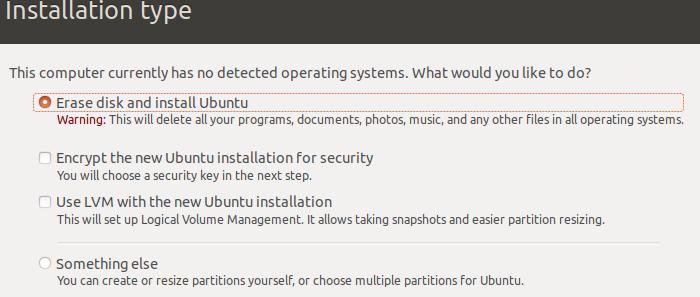 Installation type
This computer currently has no detected operating systems. What would you like to do?
Erase disk and install Ubuntu
Warning: This will delete all your programs, documents, photos, music, and any other files in all operating systems.
Encrypt the new Ubuntu installation for security
You will choose a security key in the next step.
Use LVM with the new Ubuntu installation
This will set up Logical Volume Management. It allows taking snapshots and easier partition resizing.
Something else
You can create or resize partitions yourself, or choose multiple partitions for Ubuntu.